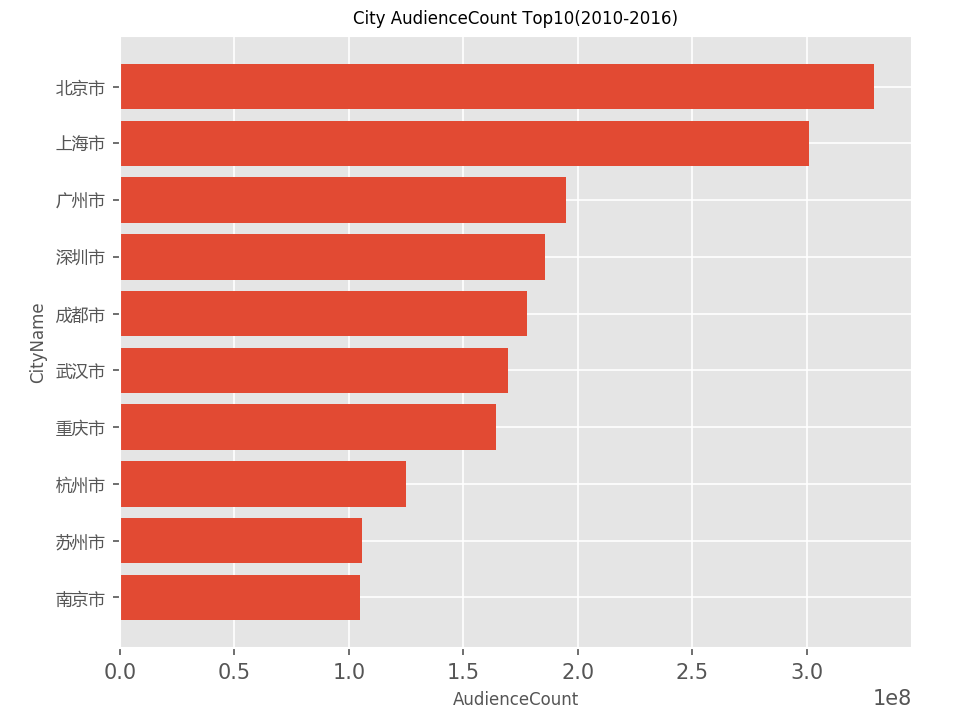 City AudienceCount Top10(2010-2016)
北京市
上海市
广州市
深圳市
成都市
武汉市
重庆市
杭州市
苏州市
南京市
CityName
0.0 0.5 1.0 1.5 2.0 2.5 3.0
1e8
AudienceCount